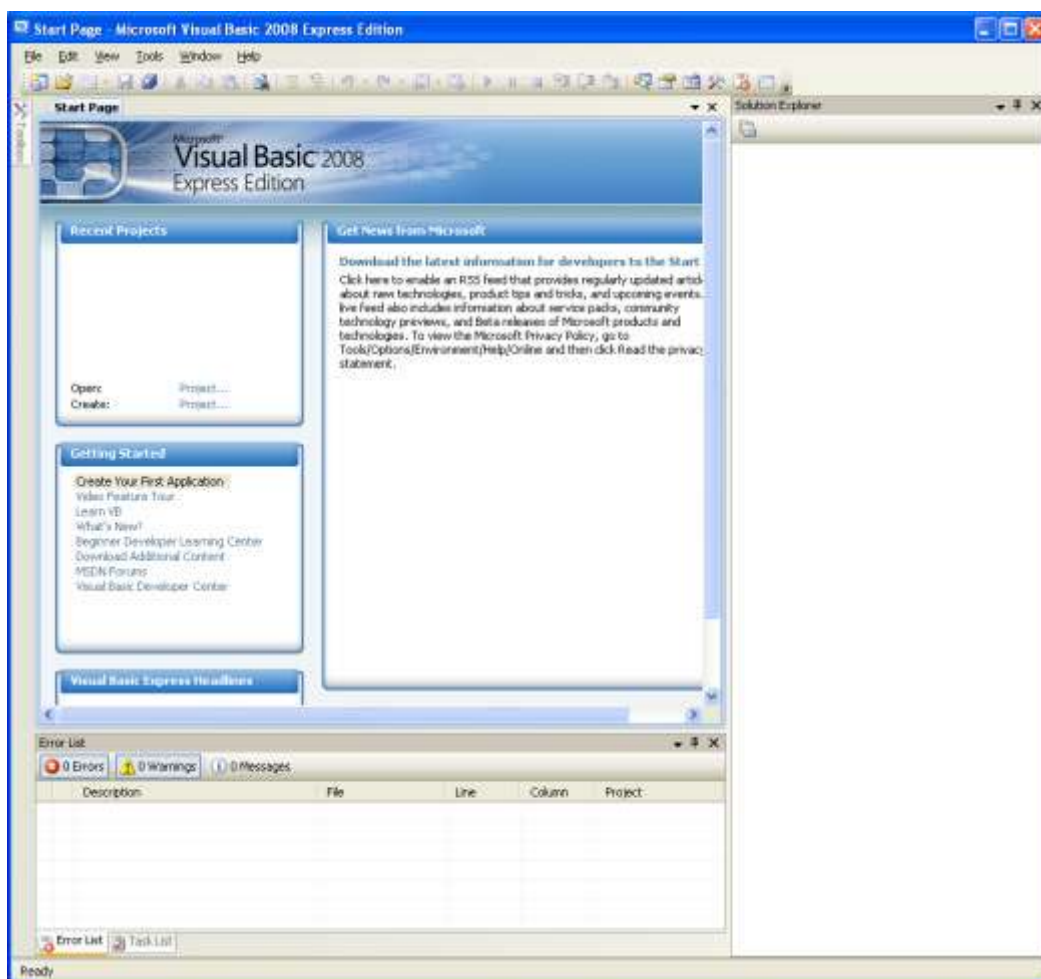 Start Page - Microsoft Visual Basic 2008 Express Edition
File Edit View Tools Window Help
Toolbox
Start Page
Solution Explorer
Microsoft
Visual Basic 2008
Express Edition
Recent Projects
Open: Project...
Create: Project...
Getting Started
Create Your First Application
Video Feature Tour
Learn VB
What's New?
Beginner Developer Learning Center
Download Additional Content
MSDN Forums
Visual Basic Developer Center
Visual Basic Express Headlines
Get News from Microsoft
Download the latest information for developers to the Start
Click here to enable an RSS feed that provides regularly updated articl
about new technologies, product tips and tricks, and upcoming events.
live feed also includes information about service packs, community
technology previews, and Beta releases of Microsoft products and
technologies. To view the Microsoft Privacy Policy, go to
Tools/Options/Environment/Help/Online and then click Read the privacy
statement.
Error List
0 Errors 0 Warnings 0 Messages
Description File Line Column Project
Error List Task List
Ready